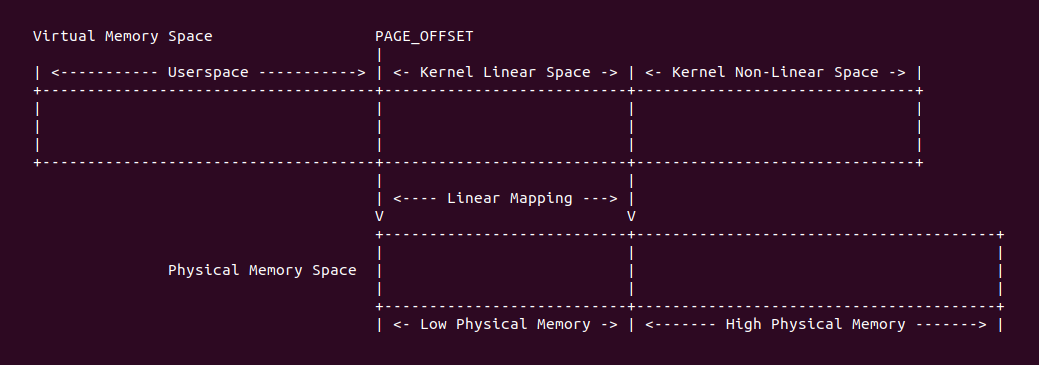 Virtual Memory Space                  PAGE_OFFSET
                                      |
| <----------- Userspace -----------> | <- Kernel Linear Space -> | <- Kernel Non-Linear Space -> |
+-------------------------------------+---------------------------+-------------------------------+
|                                     |                           |                               |
|                                     |                           |                               |
|                                     |                           |                               |
+-------------------------------------+---------------------------+-------------------------------+
                                      |                           |
                                      | <---- Linear Mapping ---> |
                                      V                           V
                                      +---------------------------+----------------------------------------+
                                      |                           |                                        |
               Physical Memory Space  |                           |                                        |
                                      |                           |                                        |
                                      +---------------------------+----------------------------------------+
                                      | <- Low Physical Memory -> | <------- High Physical Memory -------> |